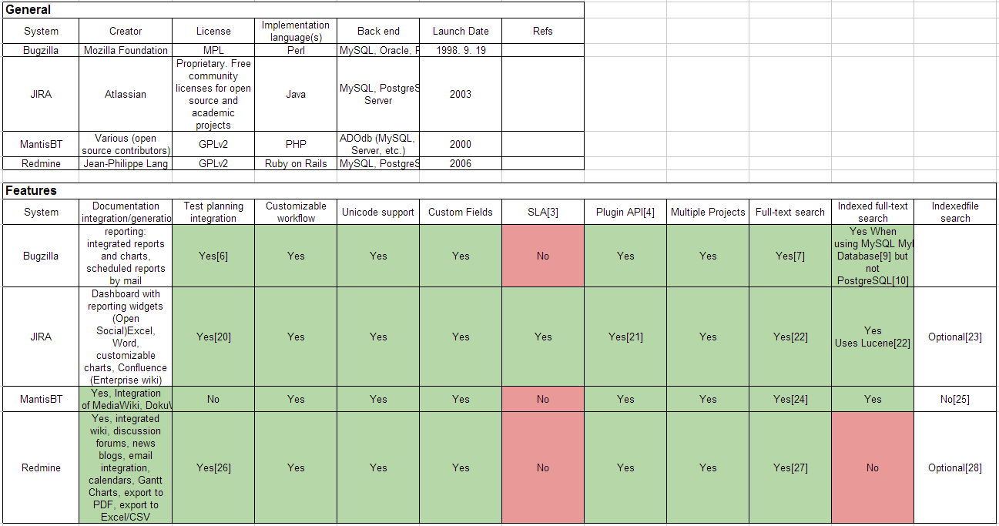 General
System Creator License Implementation language(s) Back end Launch Date Refs
Bugzilla Mozilla Foundation MPL Perl MySQL, Oracle, 1998. 9. 19
JIRA Atlassian Proprietary. Free community licenses for open source and academic projects Java MySQL, PostgreS Server 2003
MantisBT Various (open source contributors) GPLv2 PHP ADOdb (MySQL, Server, etc.) 2000
Redmine Jean-Philippe Lang GPLv2 Ruby on Rails MySQL, PostgreS 2006
Features
System Documentation integration/generatio Test planning integration Customizable workflow Unicode support Custom Fields SLA[3] Plugin API[4] Multiple Projects Full-text search Indexed full-text search Indexedfile search
Bugzilla reporting: integrated reports and charts, scheduled reports by mail Yes[6] Yes Yes Yes No Yes Yes Yes[7] Yes When using MySQL MyI Database[9] but not PostgreSQL[10]
JIRA Dashboard with reporting widgets (Open Social)Excel, Word, customizable charts, Confluence (Enterprise wiki) Yes[20] Yes Yes Yes Yes Yes[21] Yes Yes[22] Yes Uses Lucene[22] Optional[23]
MantisBT Yes, Integration of MediaWiki, DokuW No Yes Yes Yes No Yes Yes Yes[24] Yes No[25]
Redmine Yes, integrated wiki, discussion forums, news blogs, email integration, calendars, Gantt Charts, export to PDF, export to Excel/CSV Yes[26] Yes Yes Yes No Yes Yes Yes[27] No Optional[28]